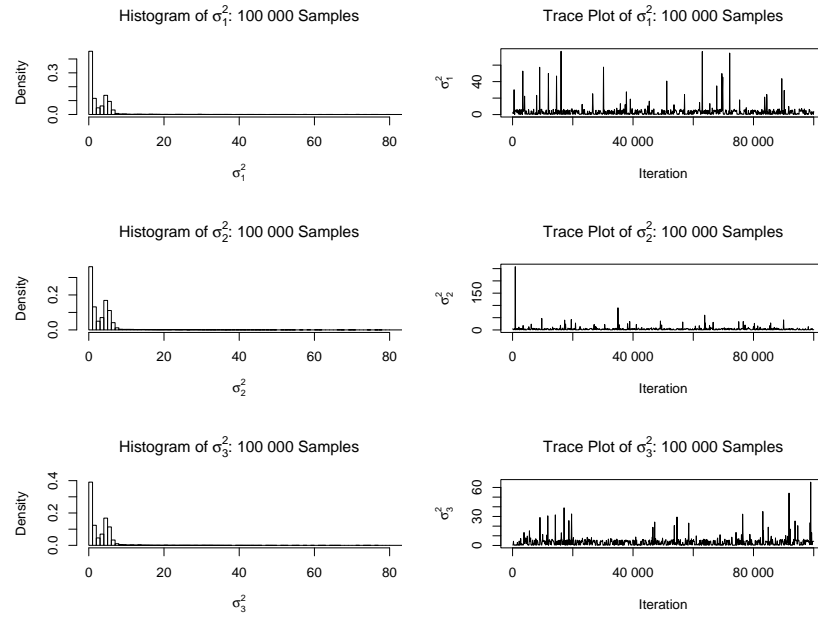 Histogram of σ₁²: 100 000 Samples
Density
0.0 0.3
0 20 40 60 80
σ₁²
Trace Plot of σ₁²: 100 000 Samples
σ₁²
0 40
0 40 000 80 000
Iteration
Histogram of σ₂²: 100 000 Samples
Density
0.0 0.2
0 20 40 60 80
σ₂²
Trace Plot of σ₂²: 100 000 Samples
σ₂²
0 150
0 40 000 80 000
Iteration
Histogram of σ₃²: 100 000 Samples
Density
0.0 0.2 0.4
0 20 40 60 80
σ₃²
Trace Plot of σ₃²: 100 000 Samples
σ₃²
0 30 60
0 40 000 80 000
Iteration